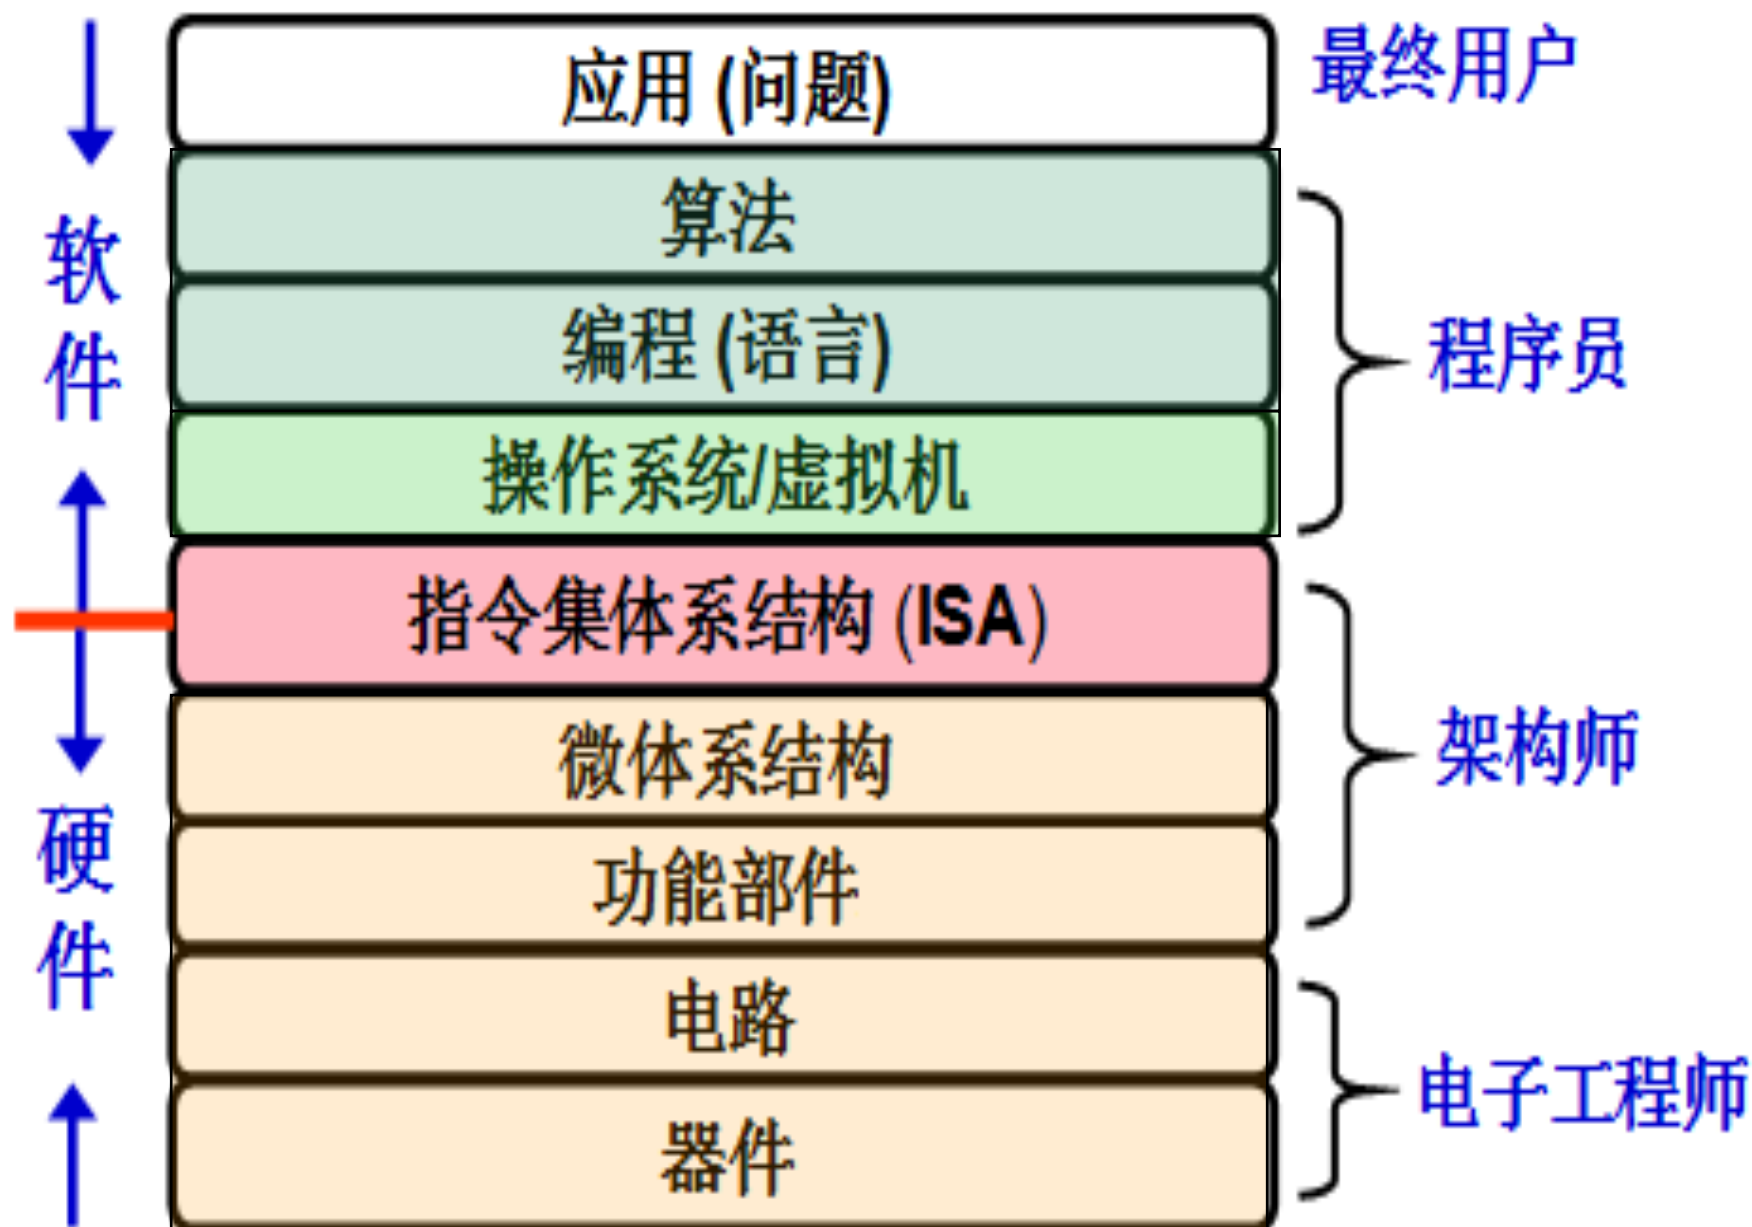 应用 (问题)
最终用户
算法
编程 (语言)
操作系统/虚拟机
程序员
指令集体系结构 (ISA)
微体系结构
功能部件
架构师
电路
器件
电子工程师
软件
硬件